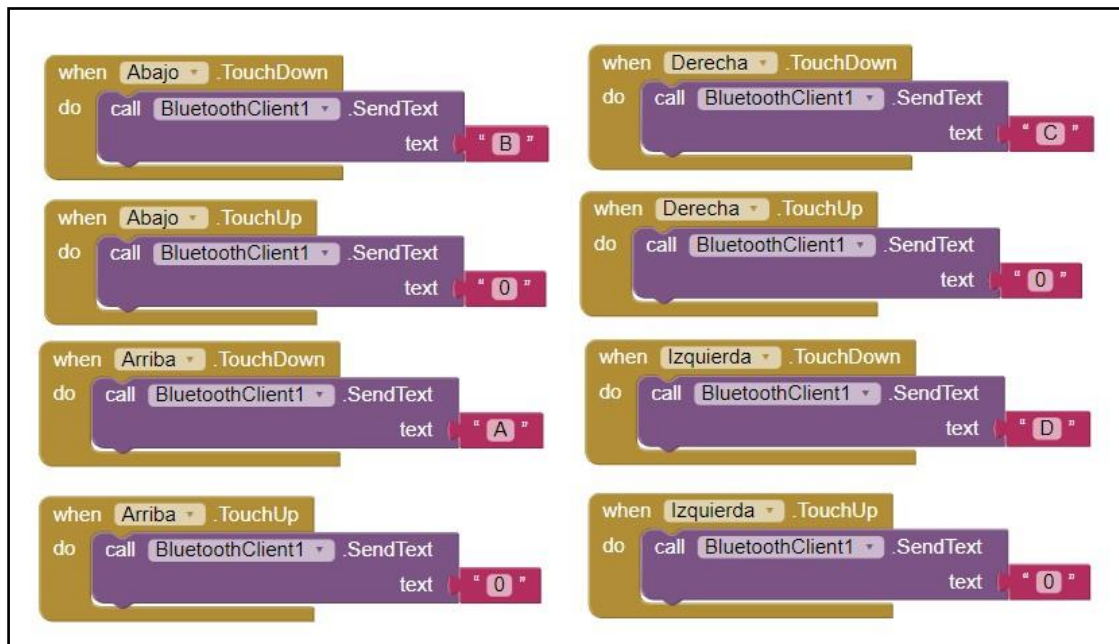 when Abajo .TouchDown
do call BluetoothClient1 .SendText
text " B "
when Abajo .TouchUp
do call BluetoothClient1 .SendText
text " 0 "
when Arriba .TouchDown
do call BluetoothClient1 .SendText
text " A "
when Arriba .TouchUp
do call BluetoothClient1 .SendText
text " 0 "
when Derecha .TouchDown
do call BluetoothClient1 .SendText
text " C "
when Derecha .TouchUp
do call BluetoothClient1 .SendText
text " 0 "
when Izquierda .TouchDown
do call BluetoothClient1 .SendText
text " D "
when Izquierda .TouchUp
do call BluetoothClient1 .SendText
text " 0 "